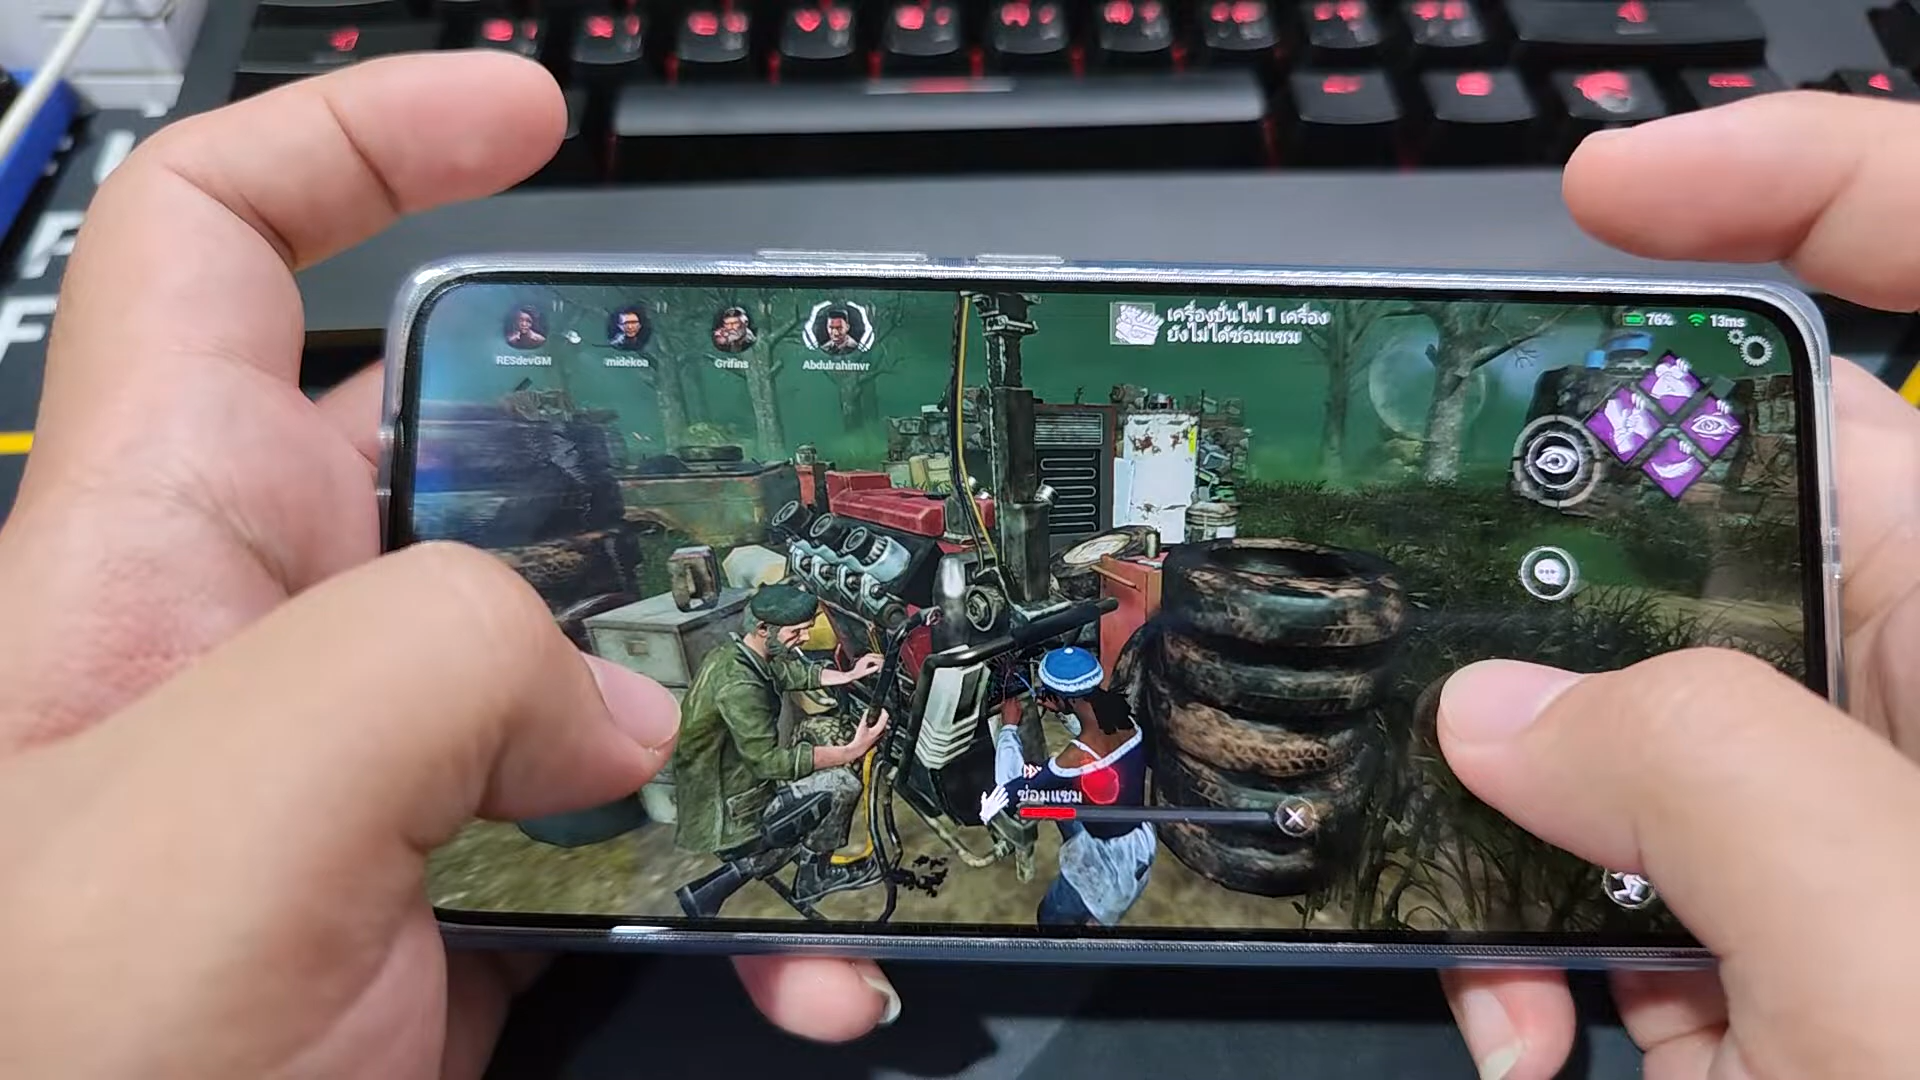 RESdevGM
midekoa
Grifins
Abdulrahimvr
เครื่องปั่นไฟ 1 เครื่อง
ยังไม่ได้ซ่อมแซม
76%
13ms
ซ่อมแซม